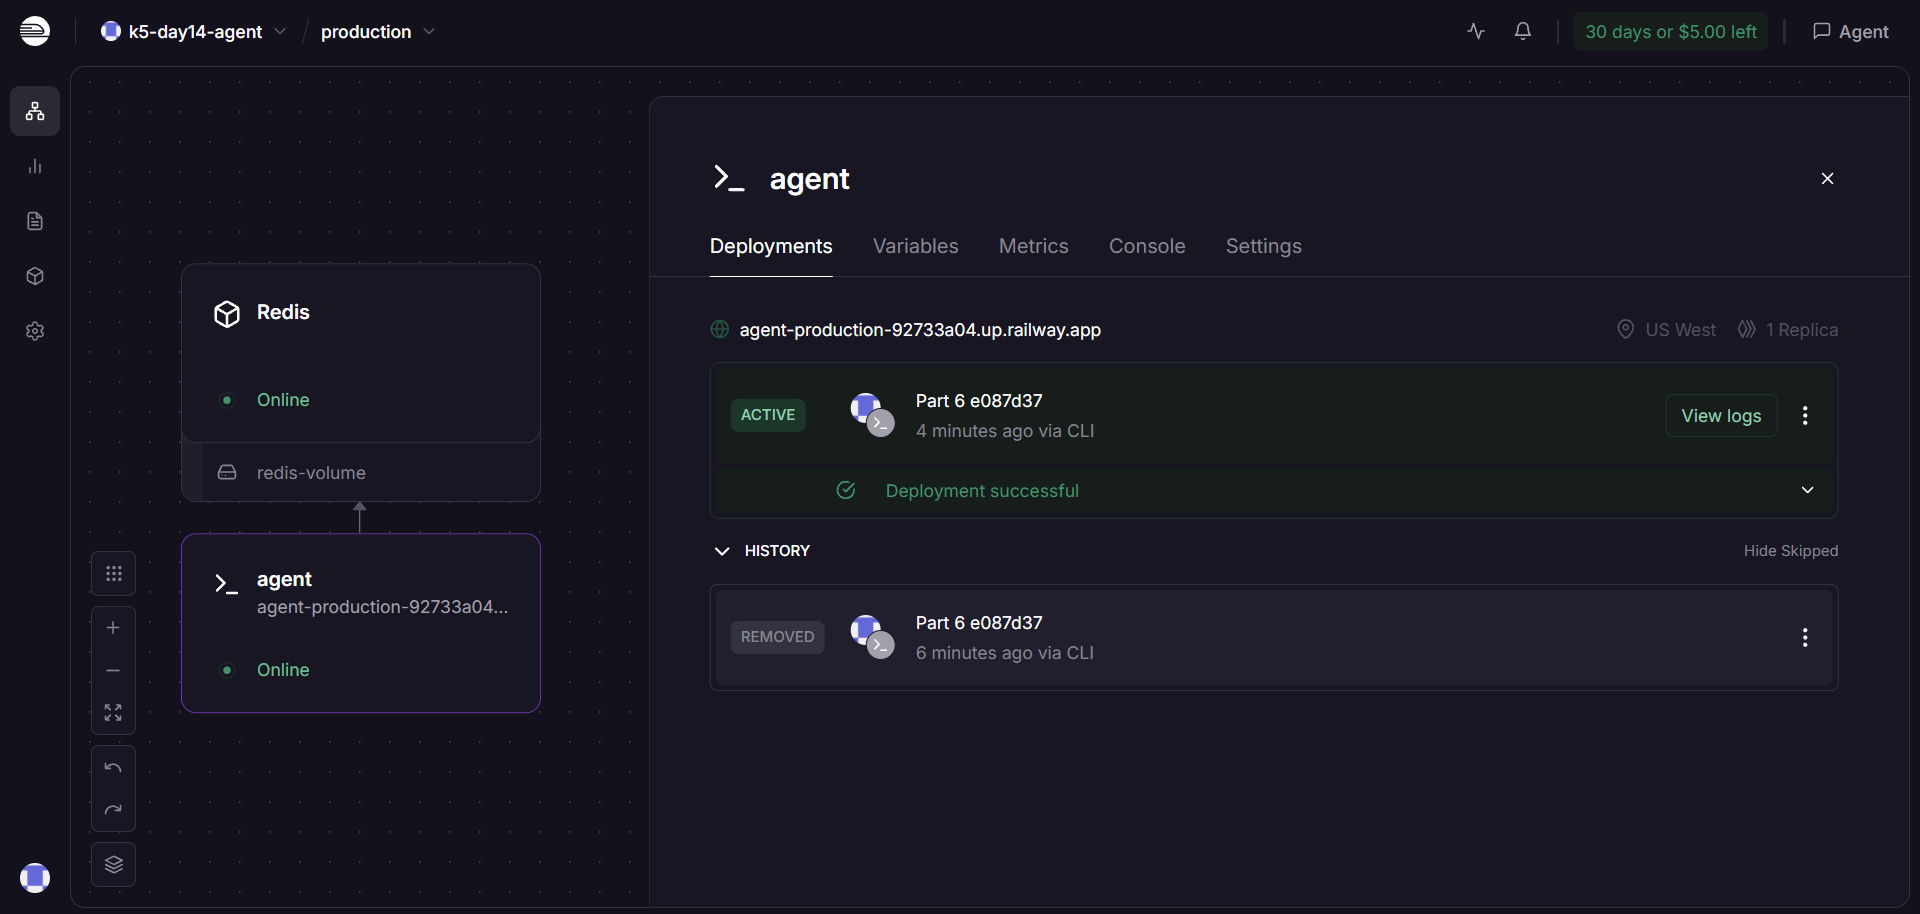 k5-day14-agent
production
30 days or $5.00 left
Agent
Redis
Online
redis-volume
agent
agent-production-92733a04...
Online
agent
Deployments
Variables
Metrics
Console
Settings
agent-production-92733a04.up.railway.app
US West
1 Replica
ACTIVE
Part 6 e087d37
4 minutes ago via CLI
View logs
Deployment successful
HISTORY
Hide Skipped
REMOVED
Part 6 e087d37
6 minutes ago via CLI